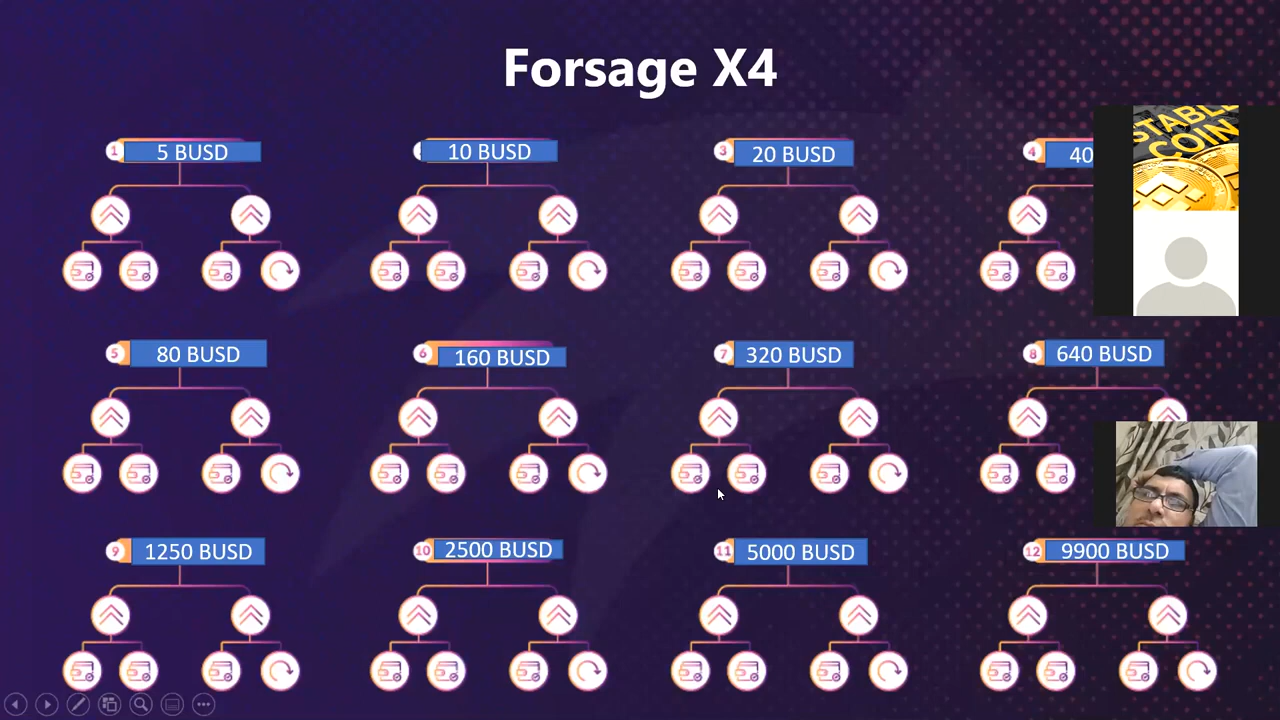 Forsage X4
1 5 BUSD
10 BUSD
3 20 BUSD
4 40
STABLE
COIN
5 80 BUSD
6 160 BUSD
7 320 BUSD
8 640 BUSD
9 1250 BUSD
10 2500 BUSD
11 5000 BUSD
12 9900 BUSD